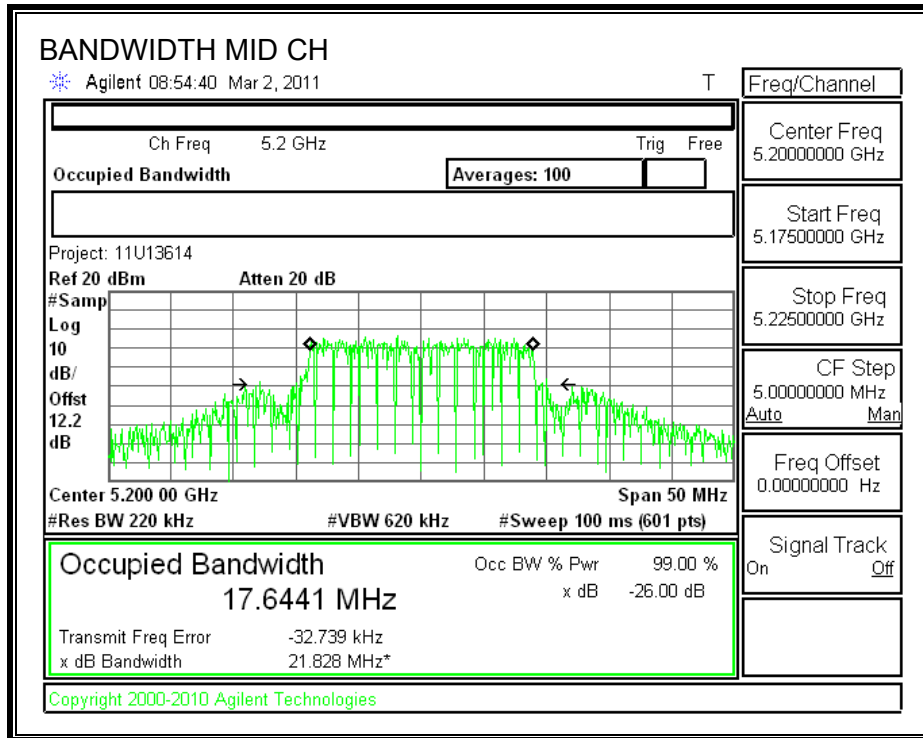 BANDWIDTH MID CH
Agilent 08:54:40 Mar 2, 2011 T
Freq/Channel
Ch Freq 5.2 GHz Trig Free
Occupied Bandwidth Averages: 100
Center Freq
5.20000000 GHz
Start Freq
5.17500000 GHz
Project: 11U13614
Ref 20 dBm Atten 20 dB
#Samp
Log
10
dB/
Offst
12.2
dB
Stop Freq
5.22500000 GHz
CF Step
5.00000000 MHz
Auto Man
Freq Offset
0.00000000 Hz
Center 5.200 00 GHz Span 50 MHz
#Res BW 220 kHz #VBW 620 kHz #Sweep 100 ms (601 pts)
Signal Track
On Off
Occupied Bandwidth Occ BW % Pwr 99.00 %
17.6441 MHz x dB -26.00 dB
Transmit Freq Error -32.739 kHz
x dB Bandwidth 21.828 MHz*
Copyright 2000-2010 Agilent Technologies